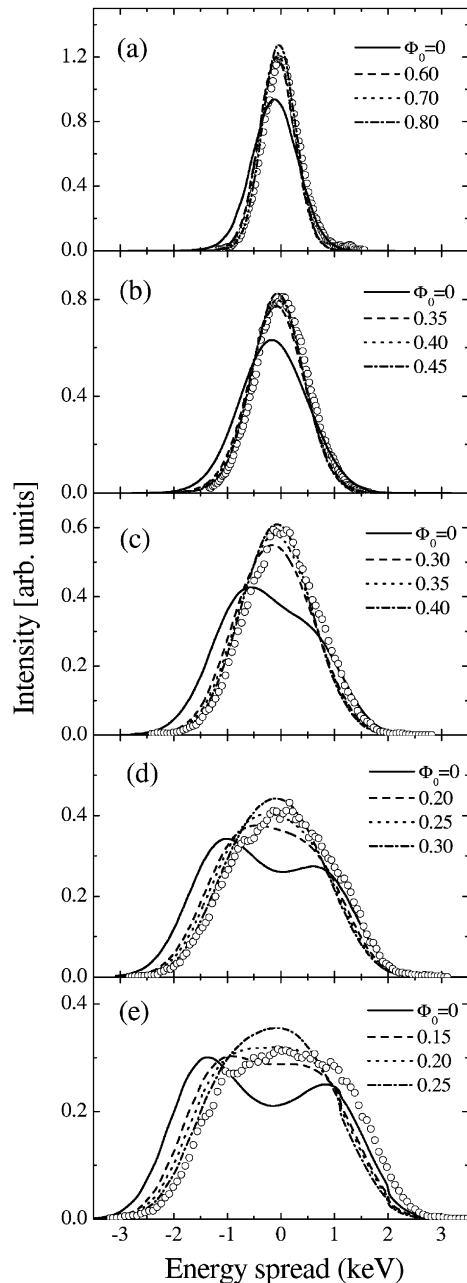 (a)
Φ₀=0
0.60
0.70
0.80
1.2
0.8
0.4
0.0
(b)
Φ₀=0
0.35
0.40
0.45
0.8
0.4
0.0
(c)
Φ₀=0
0.30
0.35
0.40
0.6
0.4
0.2
0.0
(d)
Φ₀=0
0.20
0.25
0.30
0.4
0.2
0.0
(e)
Φ₀=0
0.15
0.20
0.25
0.4
0.2
0.0
Intensity [arb. units]
-3 -2 -1 0 1 2 3
Energy spread (keV)